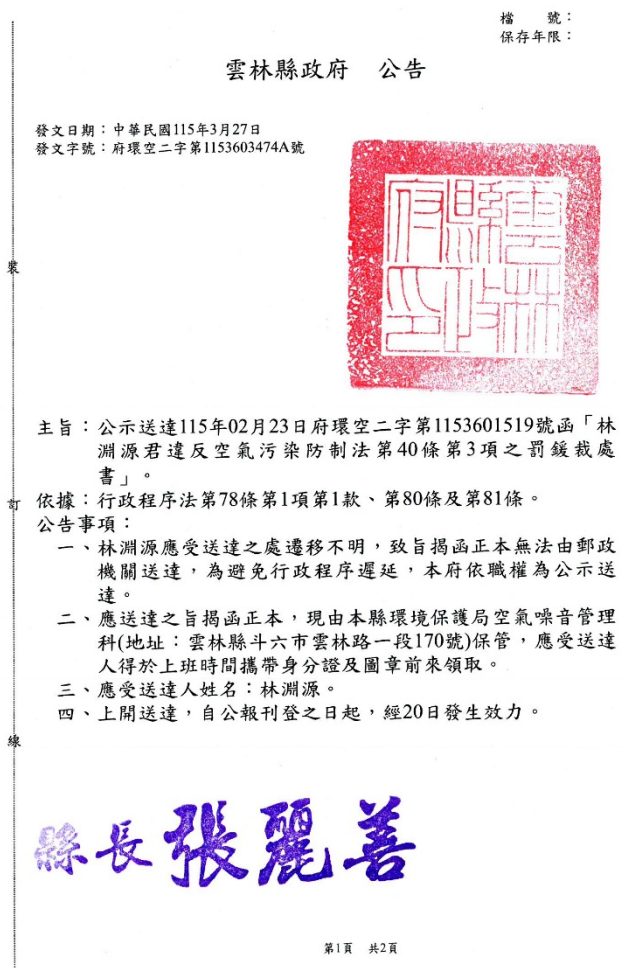 檔　　號：
保存年限：
雲林縣政府　公告
發文日期：中華民國115年3月27日
發文字號：府環空二字第1153603474A號
雲林縣政府印
裝
主旨：公示送達115年02月23日府環空二字第1153601519號函「林
淵源君違反空氣污染防制法第40條第3項之罰鍰裁處
書」。
訂
依據：行政程序法第78條第1項第1款、第80條及第81條。
公告事項：
一、林淵源應受送達之處遷移不明，致旨揭函正本無法由郵政
機關送達，為避免行政程序遲延，本府依職權為公示送
達。
二、應送達之旨揭函正本，現由本縣環境保護局空氣噪音管理
科(地址：雲林縣斗六市雲林路一段170號)保管，應受送達
人得於上班時間攜帶身分證及圖章前來領取。
三、應受送達人姓名：林淵源。
四、上開送達，自公報刊登之日起，經20日發生效力。
線
縣長張麗善
第1頁　共2頁